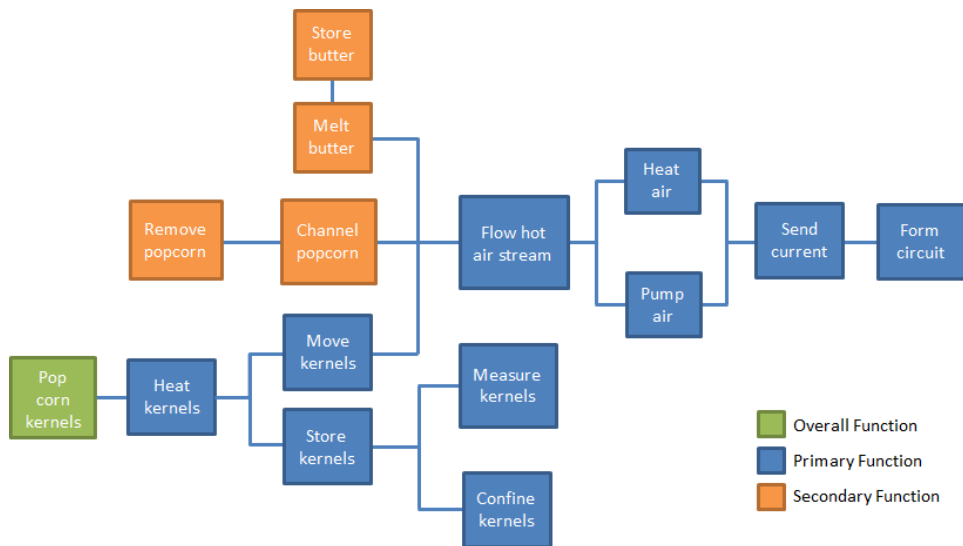 Store
butter
Melt
butter
Remove
popcorn
Channel
popcorn
Flow hot
air stream
Heat
air
Pump
air
Send
current
Form
circuit
Pop
corn
kernels
Heat
kernels
Move
kernels
Store
kernels
Measure
kernels
Confine
kernels
Overall Function
Primary Function
Secondary Function